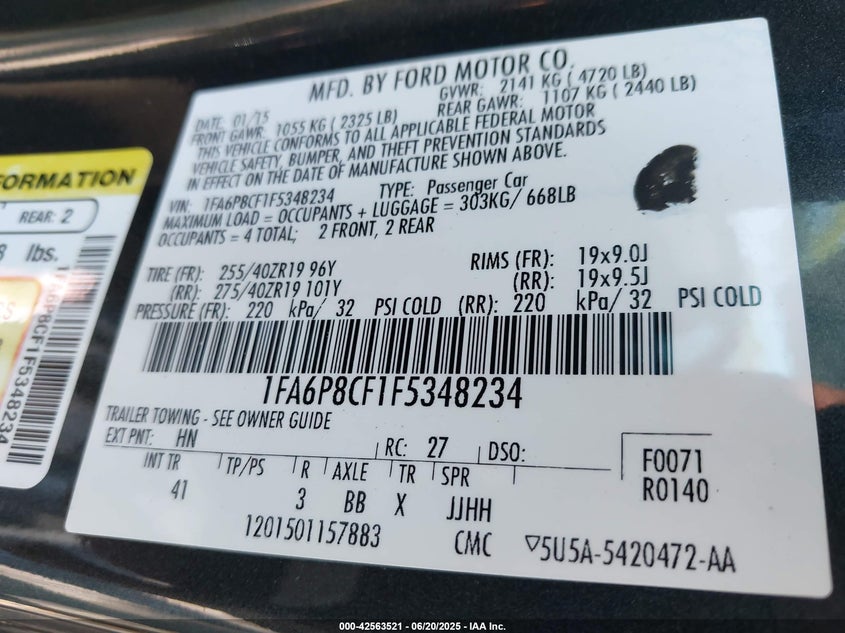 MFD. BY FORD MOTOR CO.
DATE: 01/15 GVWR: 2141 KG ( 4720 LB)
FRONT GAWR: 1055 KG ( 2325 LB) REAR GAWR: 1107 KG ( 2440 LB)
THIS VEHICLE CONFORMS TO ALL APPLICABLE FEDERAL MOTOR
VEHICLE SAFETY, BUMPER, AND THEFT PREVENTION STANDARDS
IN EFFECT ON THE DATE OF MANUFACTURE SHOWN ABOVE.
VIN: 1FA6P8CF1F5348234 TYPE: Passenger Car
MAXIMUM LOAD = OCCUPANTS + LUGGAGE = 303KG/ 668LB
OCCUPANTS = 4 TOTAL; 2 FRONT, 2 REAR
TIRE (FR): 255/40ZR19 96Y RIMS (FR): 19x9.0J
(RR): 275/40ZR19 101Y (RR): 19x9.5J
PRESSURE (FR): 220 kPa/ 32 PSI COLD (RR): 220 kPa/ 32 PSI COLD
1FA6P8CF1F5348234
TRAILER TOWING - SEE OWNER GUIDE
EXT PNT: HN RC: 27 DSO:
INT TR TP/PS R AXLE TR SPR
41 3 BB X JJHH
F0071
R0140
1201501157883 CMC ▽5U5A-5420472-AA
FORMATION
REAR: 2
lbs.
1FA6P8CF1F5348234
000-42563521 | 06/20/2025 - IAA Inc.